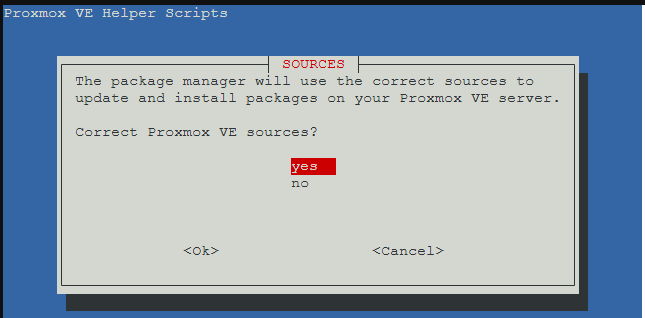 Proxmox VE Helper Scripts
SOURCES
The package manager will use the correct sources to
update and install packages on your Proxmox VE server.
Correct Proxmox VE sources?
yes
no
<Ok> <Cancel>